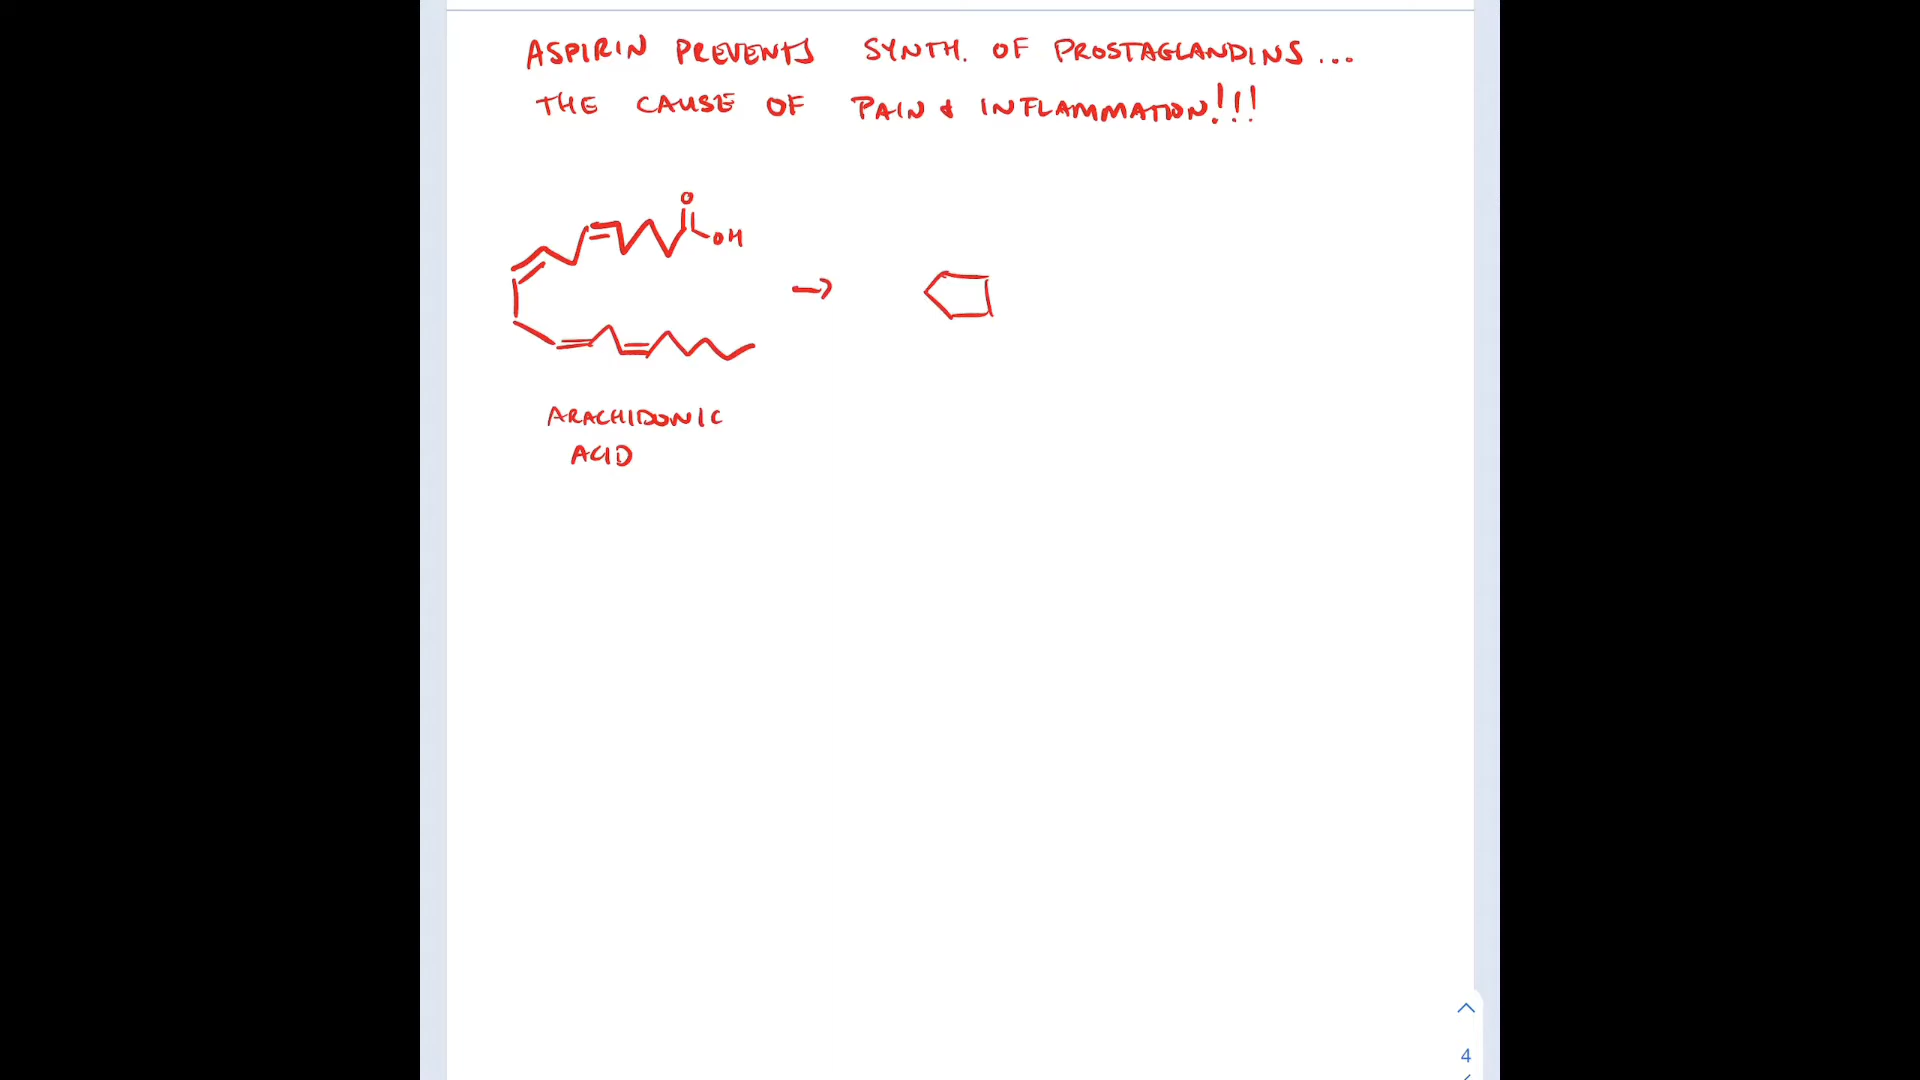 ASPIRIN PREVENTS SYNTH. OF PROSTAGLANDINS...
THE CAUSE OF PAIN & INFLAMMATION!!!
O
OH
ARACHIDONIC
ACID
4